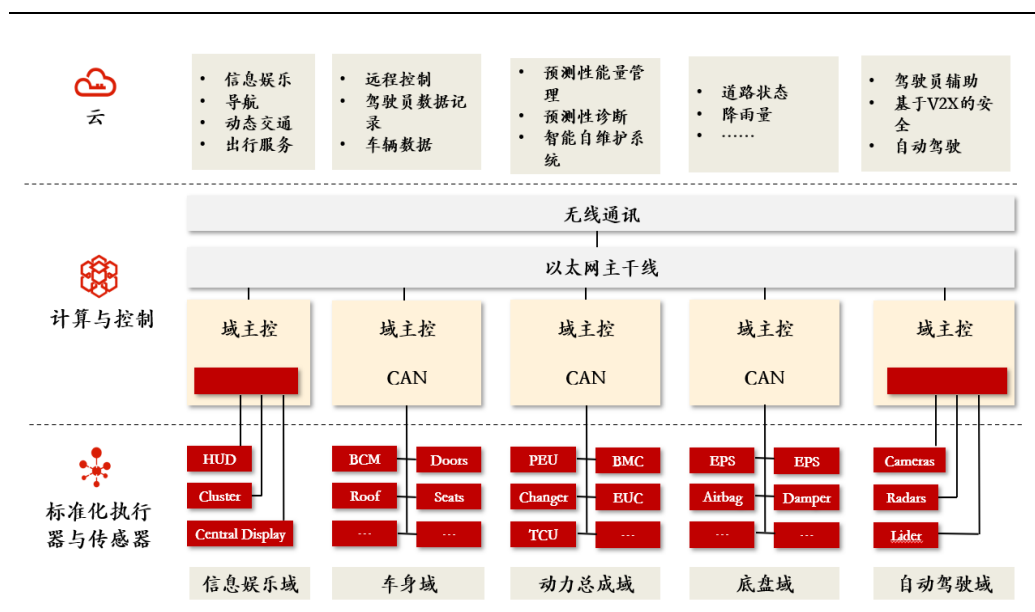 云
• 信息娱乐
• 导航
• 动态交通
• 出行服务
• 远程控制
• 驾驶员数据记
录
• 车辆数据
• 预测性能量管
理
• 预测性诊断
• 智能自维护系
统
• 道路状态
• 降雨量
• ……
• 驾驶员辅助
• 基于V2X的安
全
• 自动驾驶
无线通讯
以太网主干线
计算与控制
域主控
域主控
CAN
域主控
CAN
域主控
CAN
域主控
标准化执行
器与传感器
HUD
Cluster
Central Display
BCM
Doors
Roof
Seats
---
---
PEU
BMC
Changer
EUC
TCU
---
EPS
EPS
Airbag
Damper
---
---
Cameras
Radars
Lider
信息娱乐域
车身域
动力总成域
底盘域
自动驾驶域